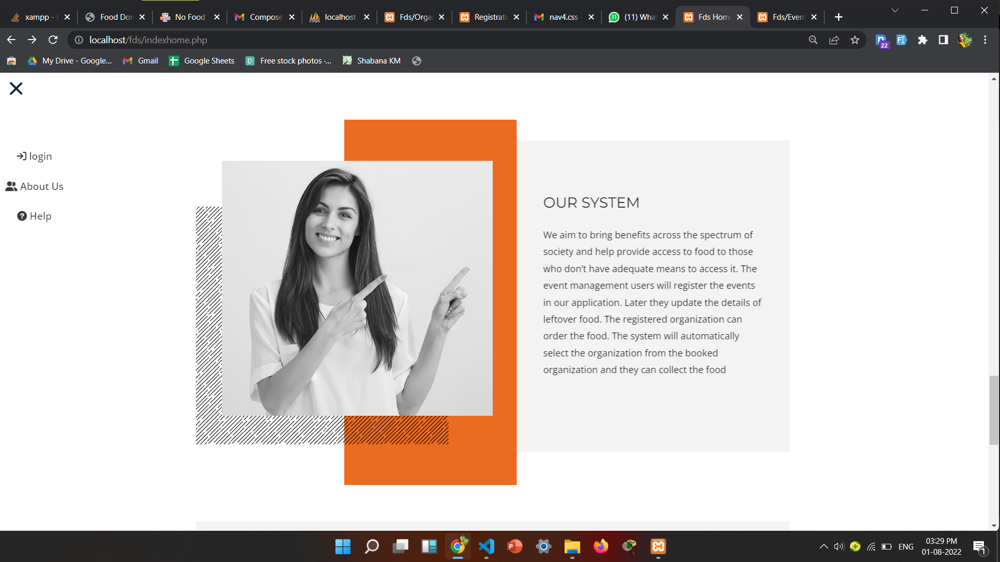 xampp -
Food Don
No Food
Compose
localhost
Fds/Orga
Registrati
nav4.css -
(11) What
Fds Home
Fds/Even
localhost/fds/indexhome.php
22
My Drive - Google...
Gmail
Google Sheets
Free stock photos ·...
Shabana KM
login
About Us
Help
OUR SYSTEM
We aim to bring benefits across the spectrum of
society and help provide access to food to those
who don’t have adequate means to access it. The
event management users will register the events
in our application. Later they update the details of
leftover food. The registered organization can
order the food. The system will automatically
select the organization from the booked
organization and they can collect the food
ENG
03:29 PM
01-08-2022
1